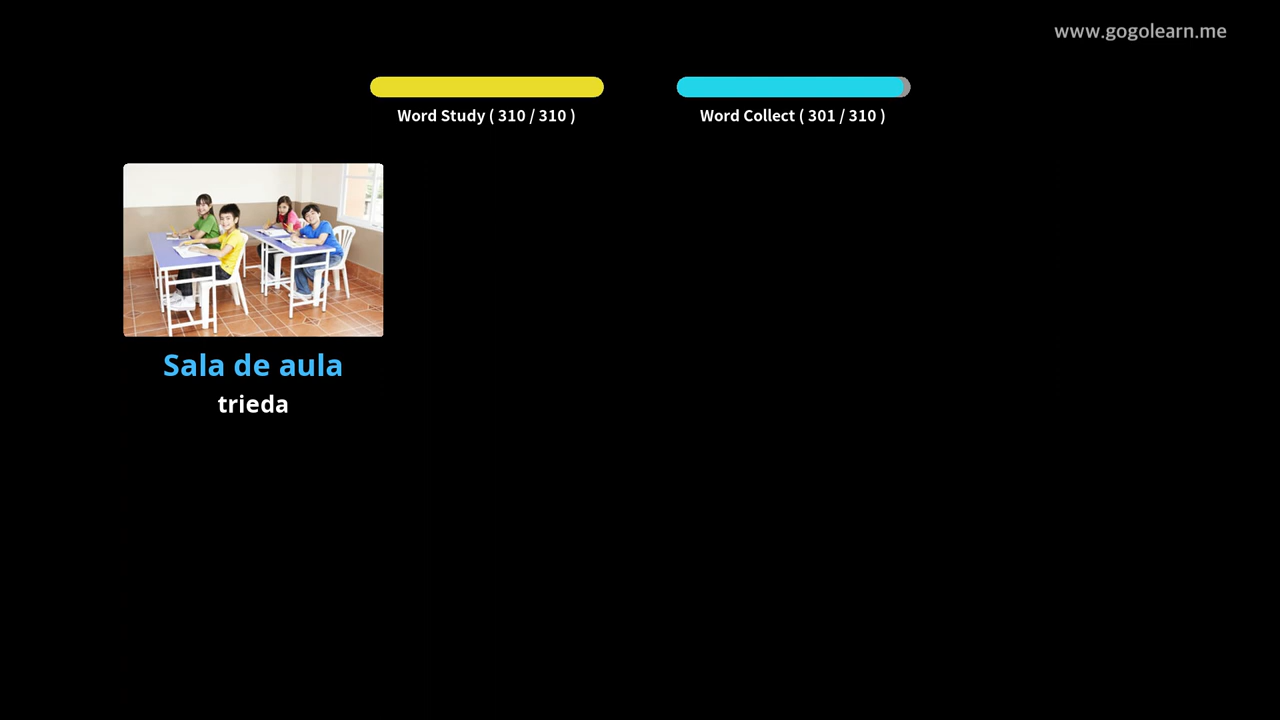 www.gogolearn.me
Word Study ( 310 / 310 )
Word Collect ( 301 / 310 )
Sala de aula
trieda